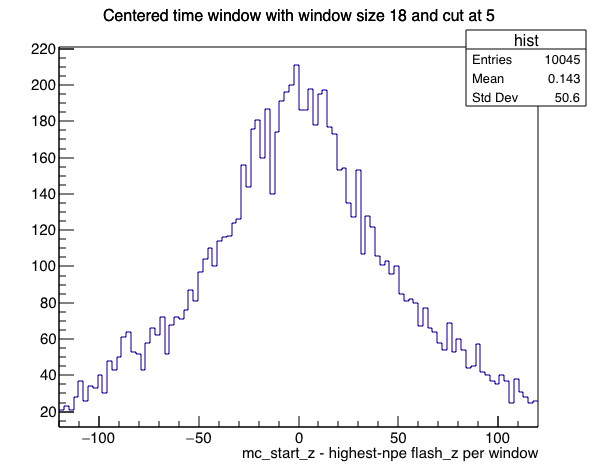 Centered time window with window size 18 and cut at 5
hist
Entries 10045
Mean 0.143
Std Dev 50.6
220
200
180
160
140
120
100
80
60
40
20
−100 −50 0 50 100
mc_start_z - highest-npe flash_z per window